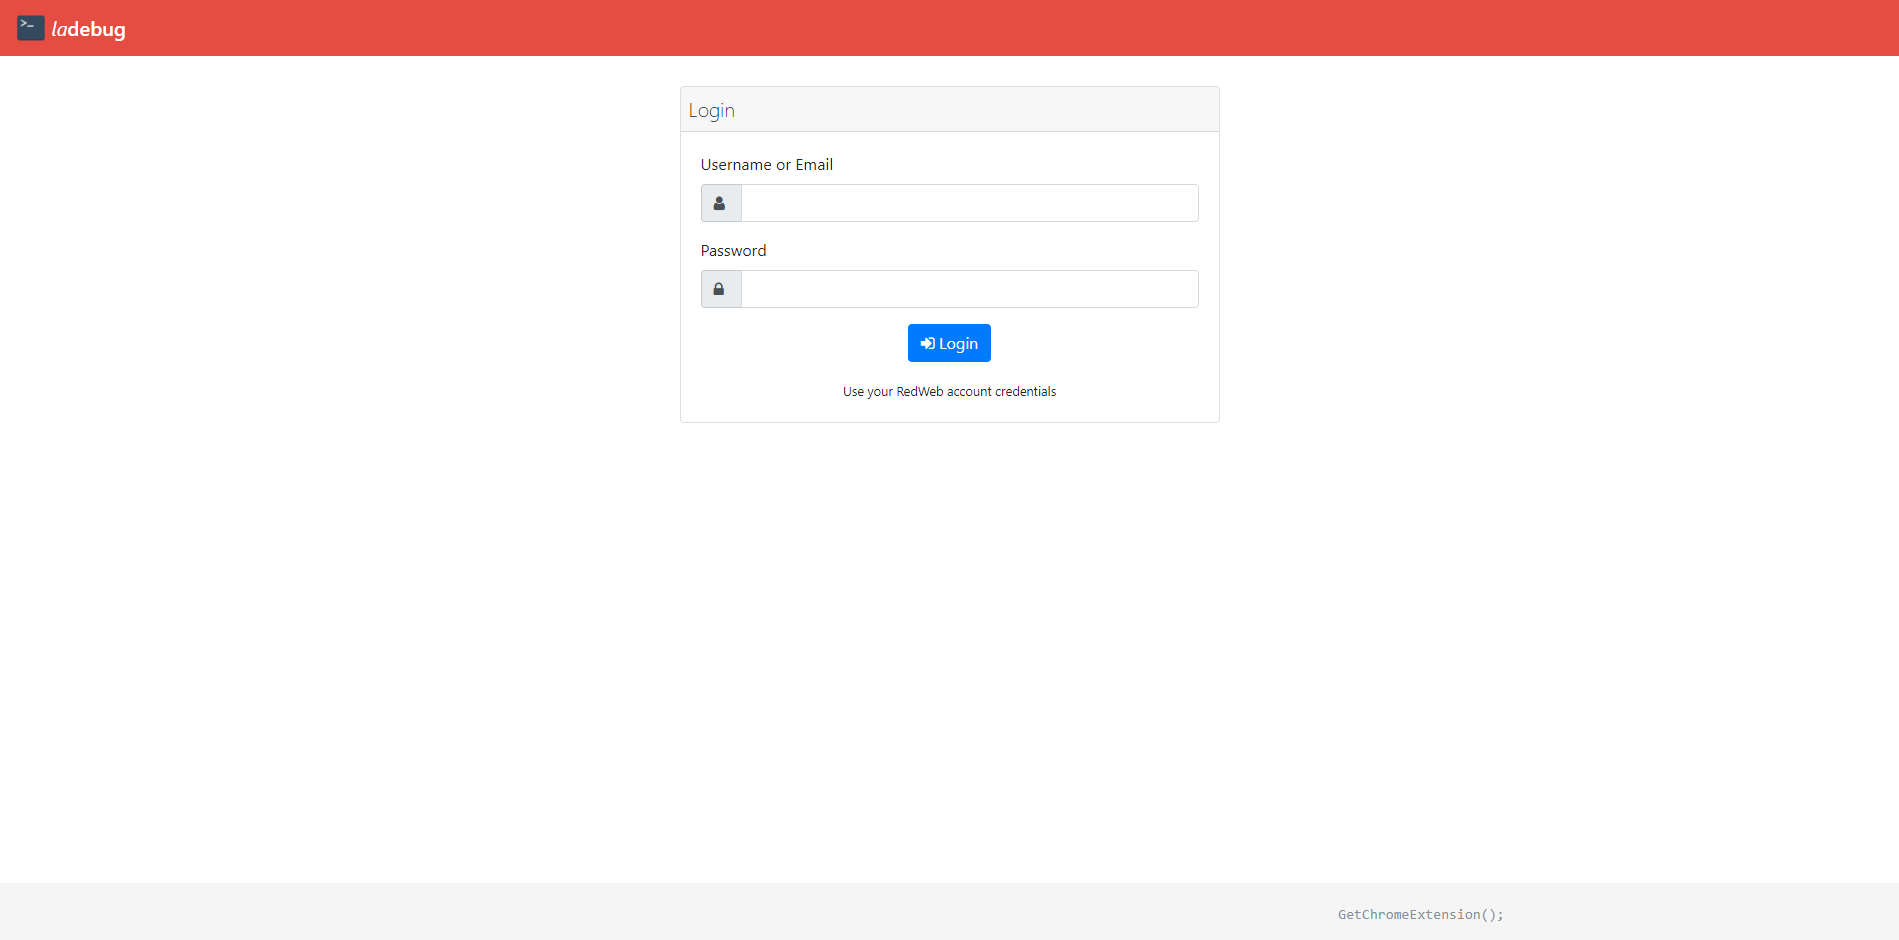 >_ ladebug
Login
Username or Email
Password
Login
Use your RedWeb account credentials
GetChromeExtension();